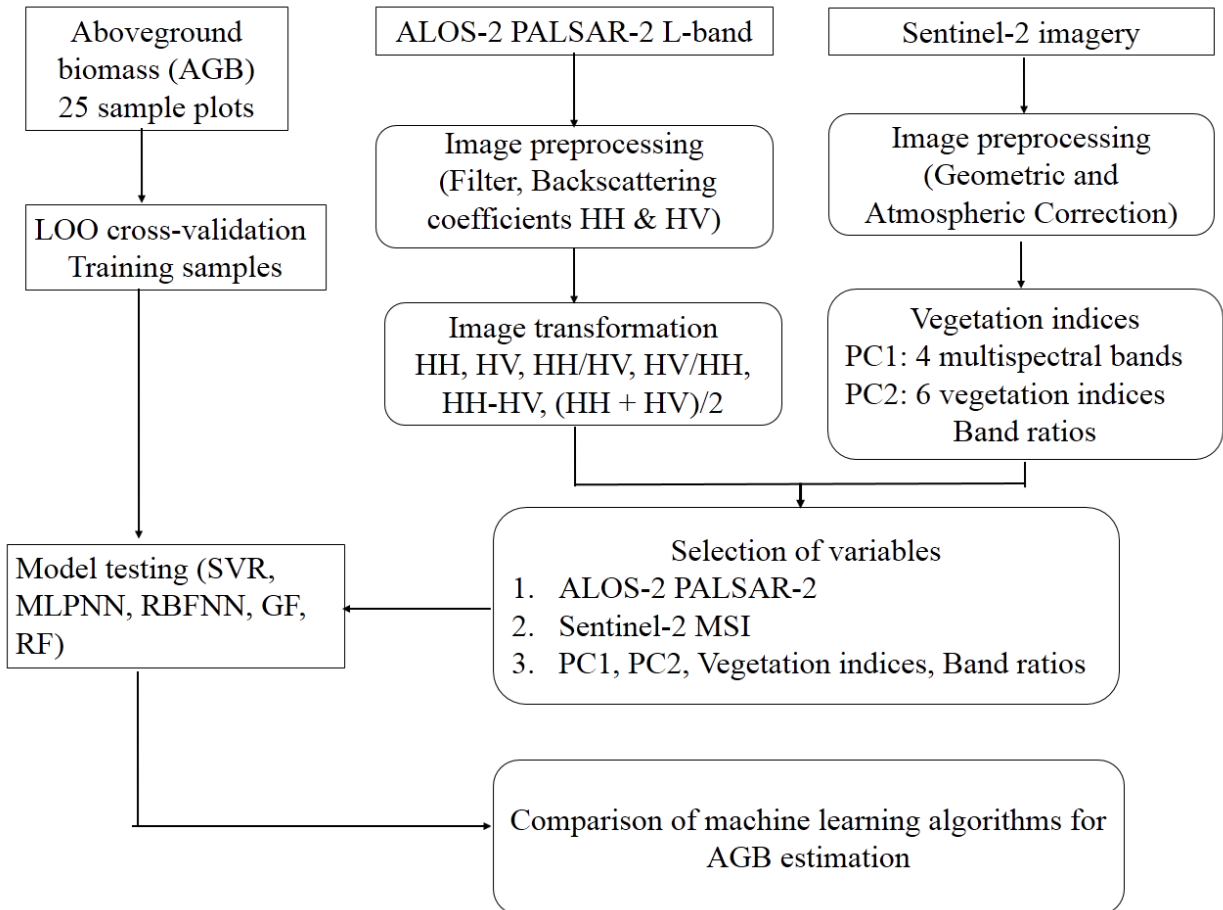 Aboveground
biomass (AGB)
25 sample plots
LOO cross-validation
Training samples
ALOS-2 PALSAR-2 L-band
Image preprocessing
(Filter, Backscattering
coefficients HH & HV)
Image transformation
HH, HV, HH/HV, HV/HH,
HH-HV, (HH + HV)/2
Sentinel-2 imagery
Image preprocessing
(Geometric and
Atmospheric Correction)
Vegetation indices
PC1: 4 multispectral bands
PC2: 6 vegetation indices
Band ratios
Selection of variables
1. ALOS-2 PALSAR-2
2. Sentinel-2 MSI
3. PC1, PC2, Vegetation indices, Band ratios
Model testing (SVR,
MLPNN, RBFNN, GF,
RF)
Comparison of machine learning algorithms for
AGB estimation